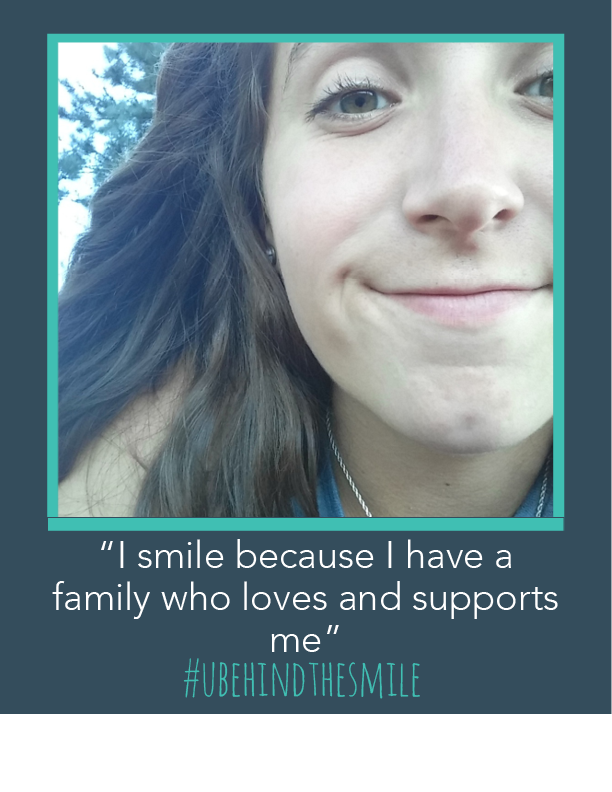 “I smile because I have a
family who loves and supports
me”
#UBEHINDTHESMILE